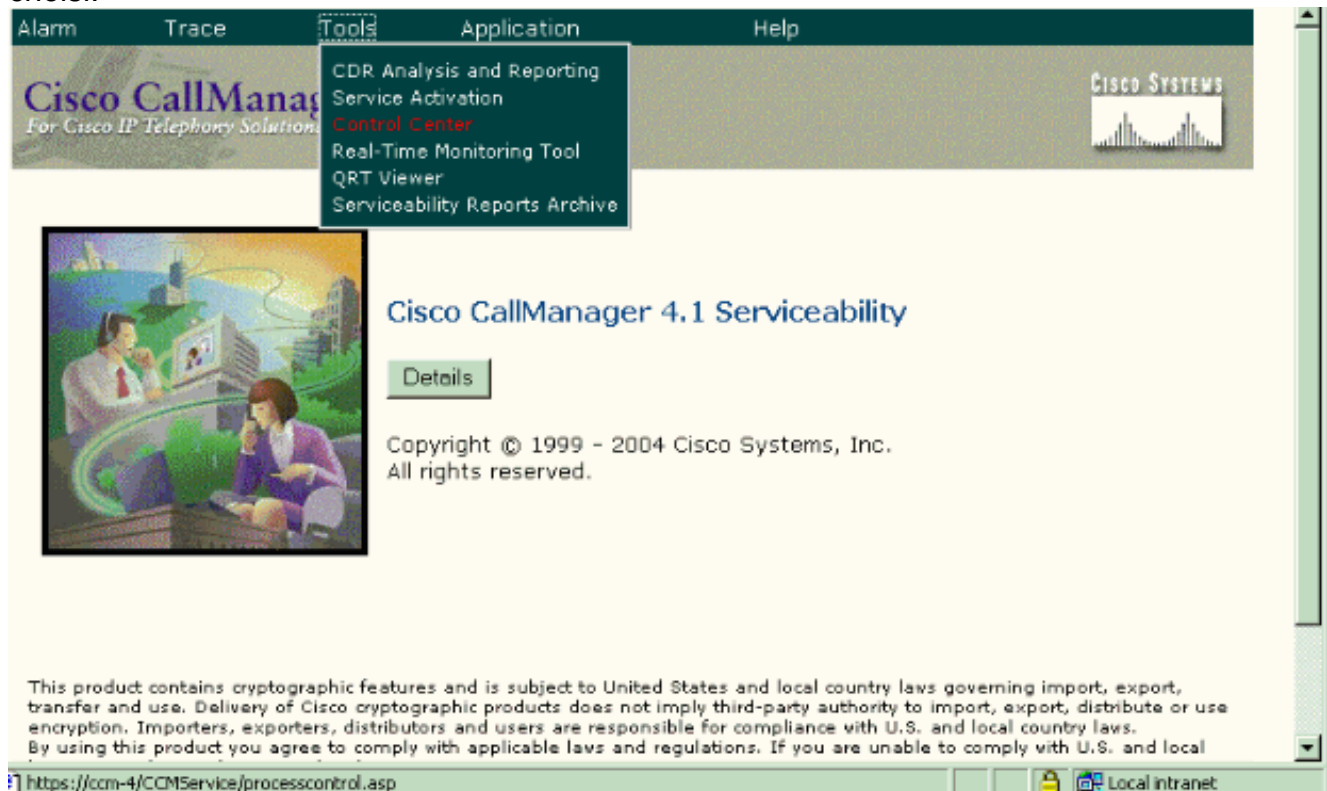 Alarm Trace Tools Application Help
CDR Analysis and Reporting
Service Activation
Control Center
Real-Time Monitoring Tool
QRT Viewer
Serviceability Reports Archive
Cisco CallManag
For Cisco IP Telephony Solution
CISCO SYSTEMS
Cisco CallManager 4.1 Serviceability
Details
Copyright © 1999 - 2004 Cisco Systems, Inc.
All rights reserved.
This product contains cryptographic features and is subject to United States and local country laws governing import, export,
transfer and use. Delivery of Cisco cryptographic products does not imply third-party authority to import, export, distribute or use
encryption. Importers, exporters, distributors and users are responsible for compliance with U.S. and local country laws.
By using this product you agree to comply with applicable laws and regulations. If you are unable to comply with U.S. and local
https://ccm-4/CCMService/processcontrol.asp Local intranet